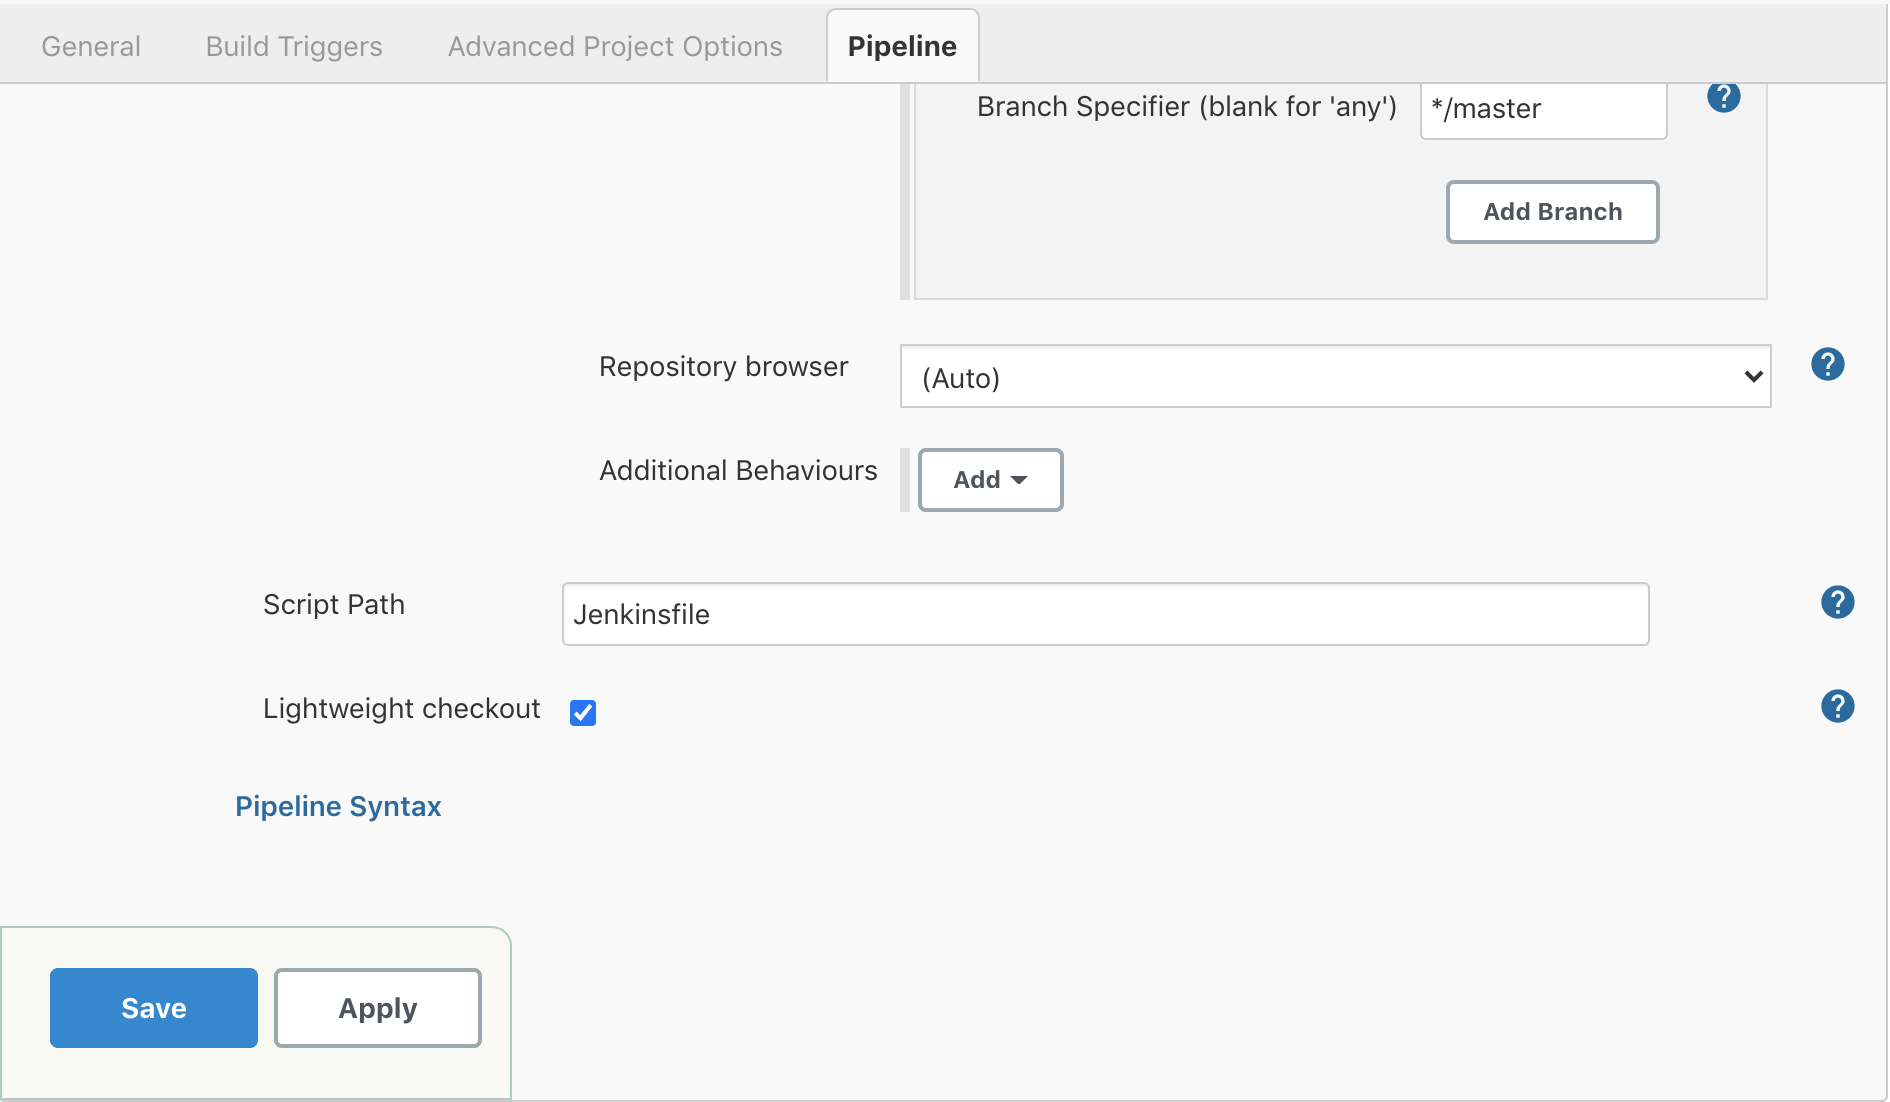 General Build Triggers Advanced Project Options Pipeline
Branch Specifier (blank for 'any') */master ?
Add Branch
Repository browser (Auto) ?
Additional Behaviours Add
Script Path Jenkinsfile ?
Lightweight checkout ?
Pipeline Syntax
Save Apply